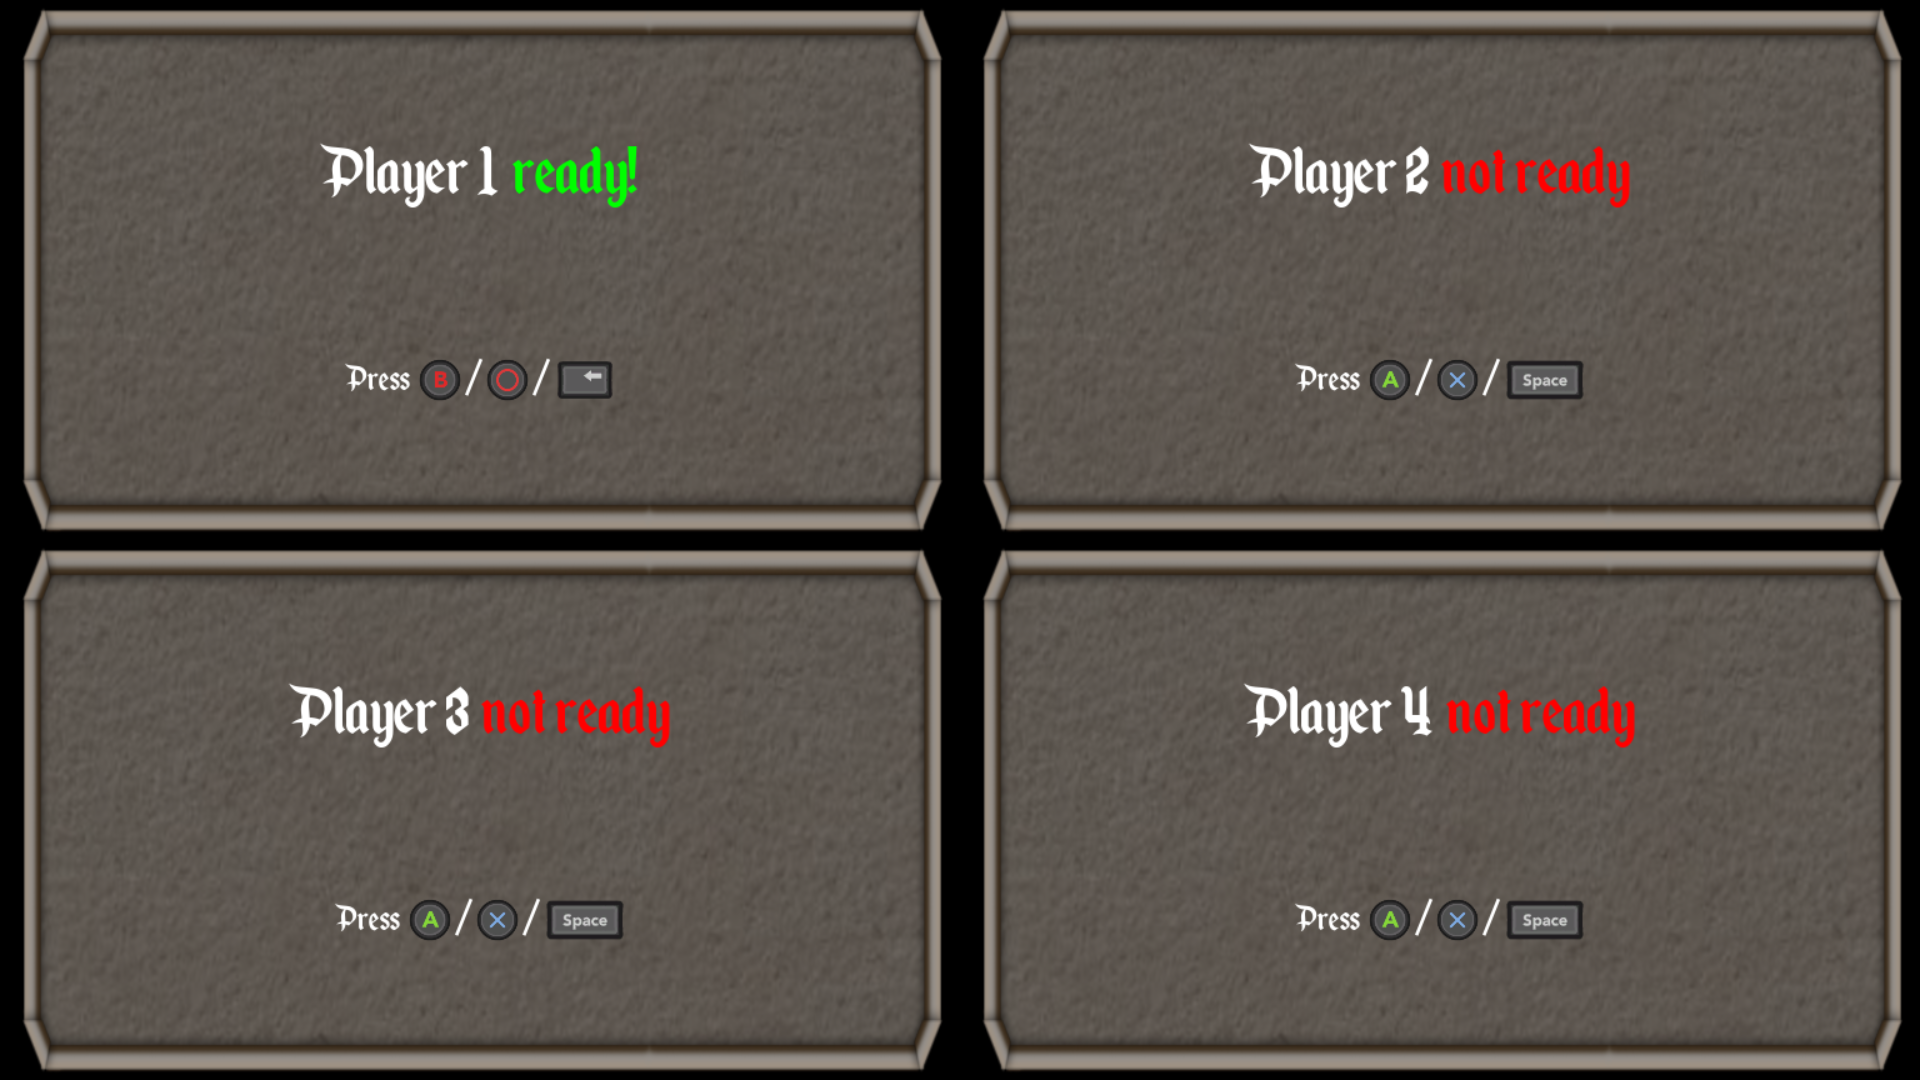 Player 1 ready!
Press B / ○ / ←
Player 2 not ready
Press A / ✕ / Space
Player 3 not ready
Press A / ✕ / Space
Player 4 not ready
Press A / ✕ / Space